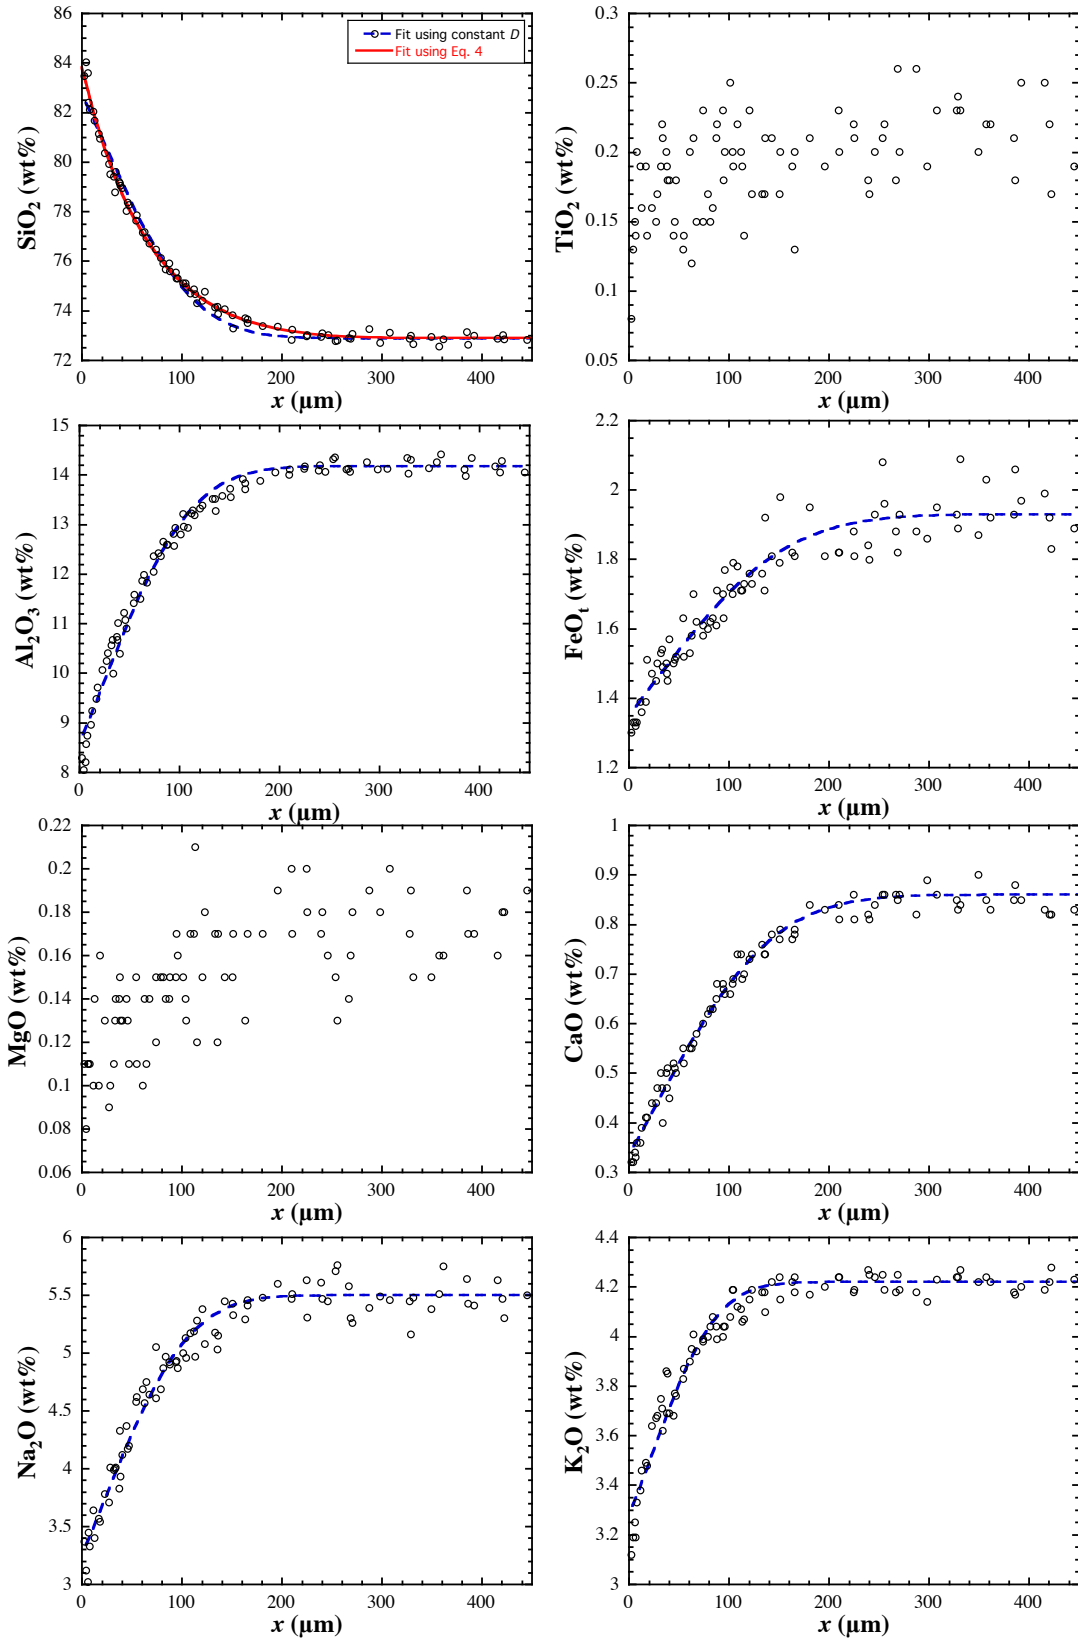 86
84
82
80
78
76
74
72
SiO2 (wt%)
Fit using constant D
Fit using Eq. 4
0 100 200 300 400
x (μm)
0.3
0.25
0.2
0.15
0.1
0.05
TiO2 (wt%)
0 100 200 300 400
x (μm)
15
14
13
12
11
10
9
8
Al2O3 (wt%)
0 100 200 300 400
x (μm)
2.2
2
1.8
1.6
1.4
1.2
FeOt (wt%)
0 100 200 300 400
x (μm)
0.22
0.2
0.18
0.16
0.14
0.12
0.1
0.08
0.06
MgO (wt%)
0 100 200 300 400
x (μm)
1
0.9
0.8
0.7
0.6
0.5
0.4
0.3
CaO (wt%)
0 100 200 300 400
x (μm)
6
5.5
5
4.5
4
3.5
3
Na2O (wt%)
0 100 200 300 400
x (μm)
4.4
4.2
4
3.8
3.6
3.4
3.2
3
K2O (wt%)
0 100 200 300 400
x (μm)